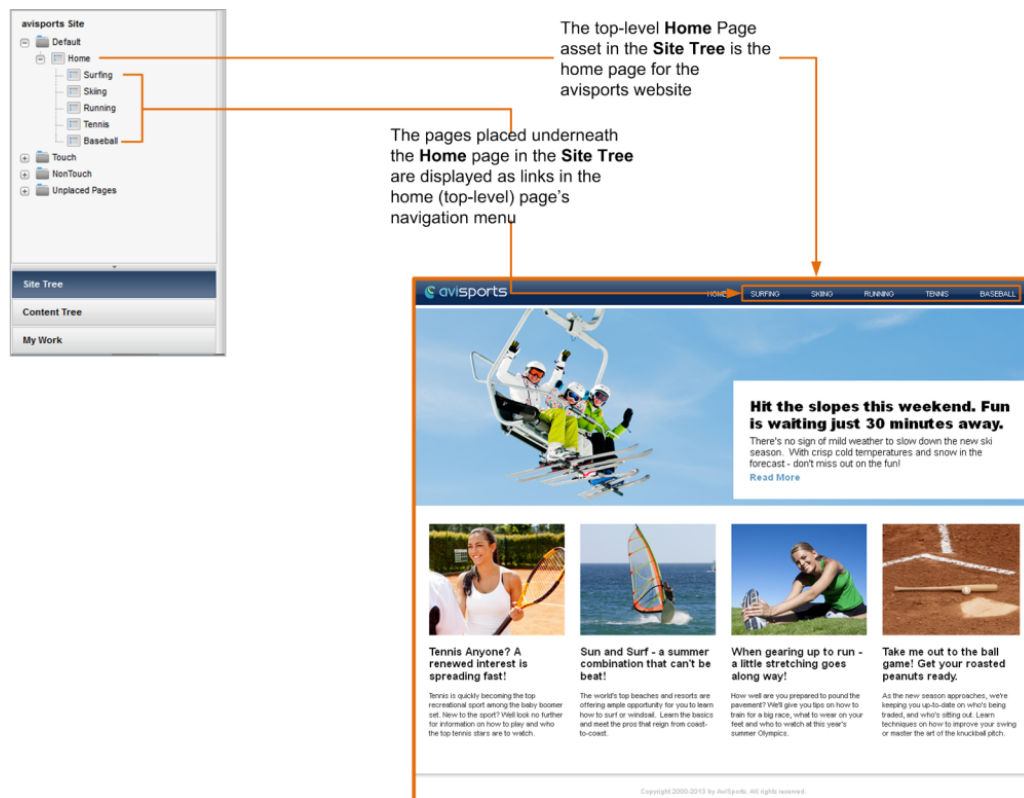 avisports Site
Default
Home
Surfing
Skiing
Running
Tennis
Baseball
Touch
NonTouch
Unplaced Pages
Site Tree
Content Tree
My Work
The top-level Home Page
asset in the Site Tree is the
home page for the
avisports website
The pages placed underneath
the Home page in the Site Tree
are displayed as links in the
home (top-level) page's
navigation menu
avisports
HOME SURFING SKIING RUNNING TENNIS BASEBALL
Hit the slopes this weekend. Fun
is waiting just 30 minutes away.
There's no sign of mild weather to slow down the new ski
season. With crisp cold temperatures and snow in the
forecast - don't miss out on the fun!
Read More
Tennis Anyone? A
renewed interest is
spreading fast!
Tennis is quickly becoming the top
recreational sport among the baby boomer
set. New to the sport? Well look no further
for information on how to play and who
the top tennis stars are to watch.
Sun and Surf - a summer
combination that can't be
beat!
The world's top beaches and resorts are
offering ample opportunity for you to learn
how to surf or windsail. Learn the basics
and meet the pros that reign from coast-
to-coast.
When gearing up to run -
a little stretching goes
along way!
How well are you prepared to pound the
pavement? We'll give you tips on how to
train for a big race, what to wear on your
feet and who to watch at this year's
summer Olympics.
Take me out to the ball
game! Get your roasted
peanuts ready.
As the new season approaches, we're
keeping you up-to-date on who's being
traded, and who's sitting out. Learn
techniques on how to improve your swing
or master the art of the knuckball pitch.
Copyright 2000-2013 by AviSports. All rights reserved.